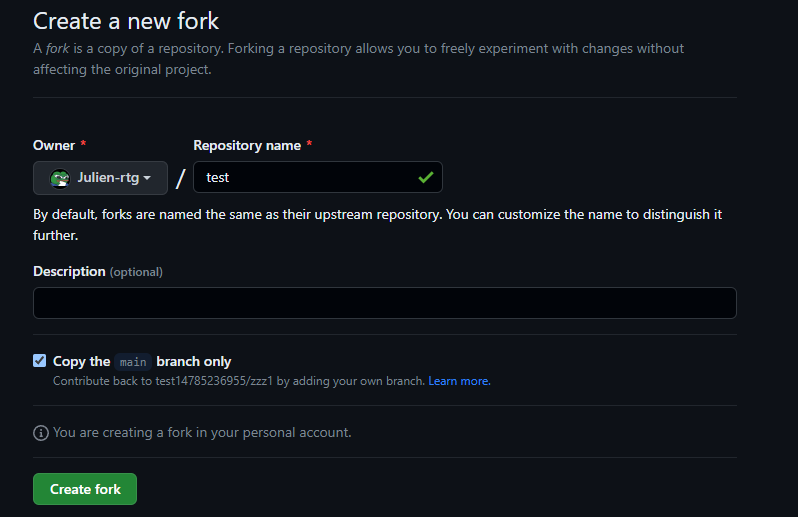 Create a new fork
A fork is a copy of a repository. Forking a repository allows you to freely experiment with changes without
affecting the original project.
Owner *
Repository name *
Julien-rtg
/
test
By default, forks are named the same as their upstream repository. You can customize the name to distinguish it
further.
Description (optional)
Copy the main branch only
Contribute back to test14785236955/zzz1 by adding your own branch. Learn more.
You are creating a fork in your personal account.
Create fork